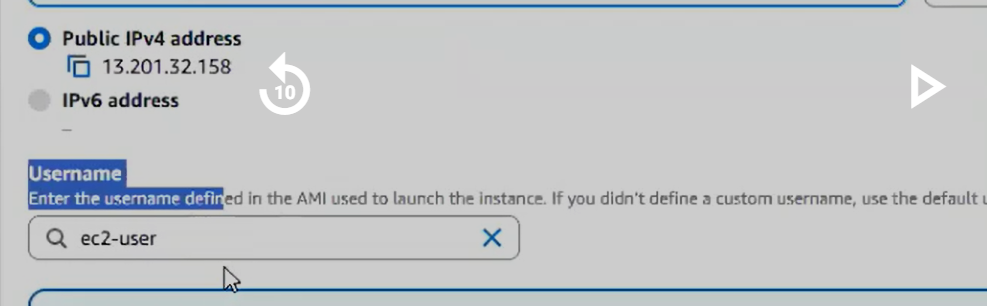 Public IPv4 address
13.201.32.158
10
IPv6 address
–
Username
Enter the username defined in the AMI used to launch the instance. If you didn't define a custom username, use the default
ec2-user